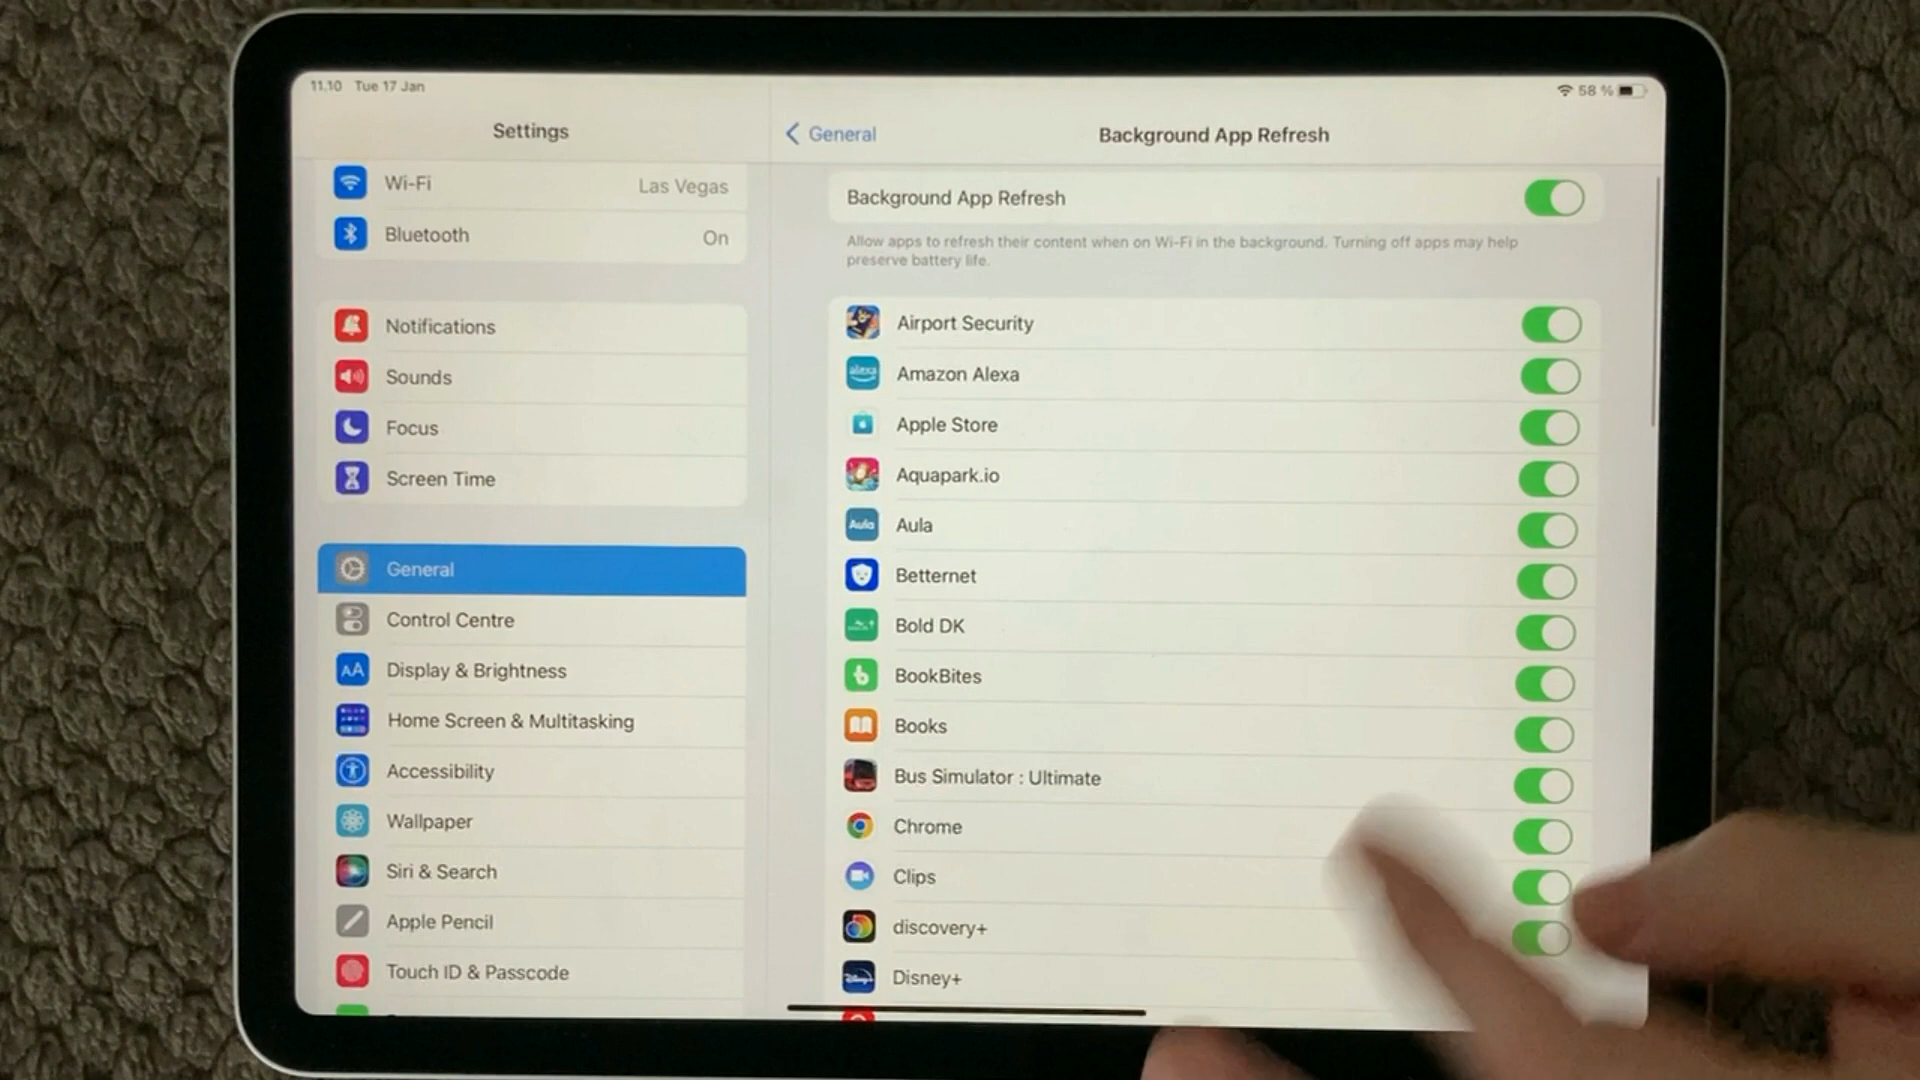 11.10 Tue 17 Jan
58 %
Settings
General
Background App Refresh
Wi-Fi Las Vegas
Bluetooth On
Notifications
Sounds
Focus
Screen Time
General
Control Centre
AA Display & Brightness
Home Screen & Multitasking
Accessibility
Wallpaper
Siri & Search
Apple Pencil
Touch ID & Passcode
Background App Refresh
Allow apps to refresh their content when on Wi-Fi in the background. Turning off apps may help
preserve battery life.
Airport Security
alexa Amazon Alexa
Apple Store
Aquapark.io
Aula Aula
Betternet
Bold DK
b BookBites
Books
Bus Simulator : Ultimate
Chrome
Clips
discovery+
Disney+ Disney+